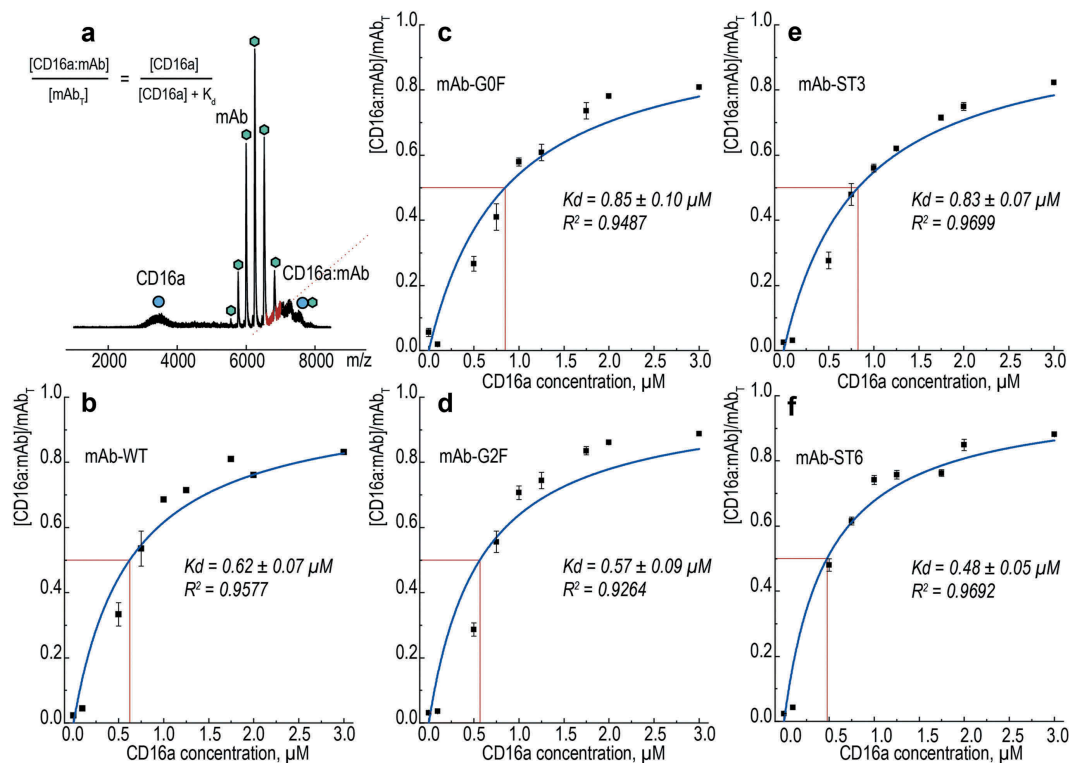 a
[CD16a:mAb] / [mAb_T] = [CD16a] / [CD16a] + K_d
mAb
CD16a
CD16a:mAb
2000 4000 6000 8000 m/z
b
mAb-WT
[CD16a:mAb]/mAb_T
1.0
0.8
0.6
0.4
0.2
0.0
Kd = 0.62 ± 0.07 µM
R² = 0.9577
0.0 0.5 1.0 1.5 2.0 2.5 3.0
CD16a concentration, µM
c
mAb-G0F
[CD16a:mAb]/mAb_T
1.0
0.8
0.6
0.4
0.2
0.0
Kd = 0.85 ± 0.10 µM
R² = 0.9487
0.0 0.5 1.0 1.5 2.0 2.5 3.0
CD16a concentration, µM
d
mAb-G2F
[CD16a:mAb]/mAb_T
1.0
0.8
0.6
0.4
0.2
0.0
Kd = 0.57 ± 0.09 µM
R² = 0.9264
0.0 0.5 1.0 1.5 2.0 2.5 3.0
CD16a concentration, µM
e
mAb-ST3
[CD16a:mAb]/mAb_T
1.0
0.8
0.6
0.4
0.2
0.0
Kd = 0.83 ± 0.07 µM
R² = 0.9699
0.0 0.5 1.0 1.5 2.0 2.5 3.0
CD16a concentration, µM
f
mAb-ST6
[CD16a:mAb]/mAb_T
1.0
0.8
0.6
0.4
0.2
0.0
Kd = 0.48 ± 0.05 µM
R² = 0.9692
0.0 0.5 1.0 1.5 2.0 2.5 3.0
CD16a concentration, µM